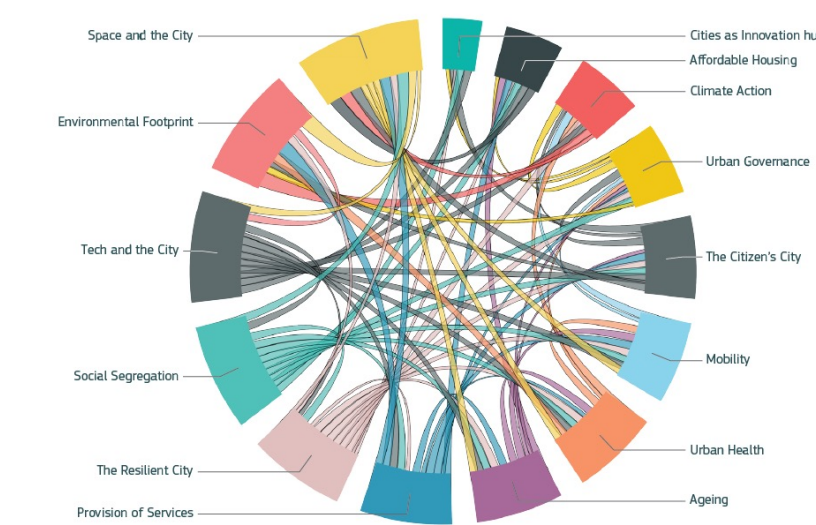 Space and the City
Cities as Innovation hu
Affordable Housing
Climate Action
Environmental Footprint
Urban Governance
Tech and the City
The Citizen's City
Mobility
Social Segregation
Urban Health
The Resilient City
Ageing
Provision of Services